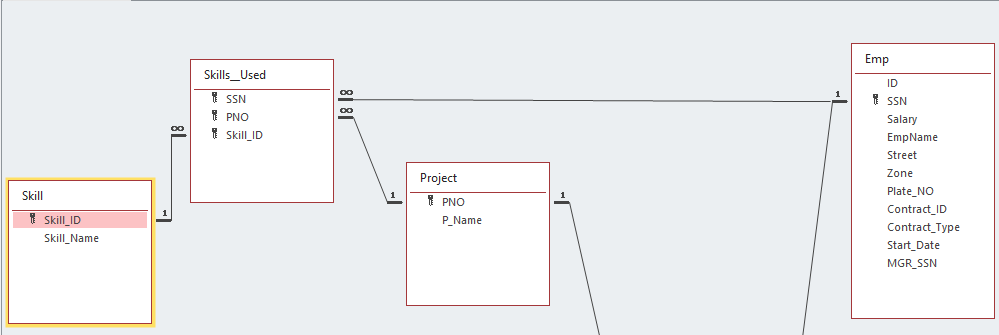 Skills__Used
SSN
PNO
Skill_ID
∞
∞
∞
1
Skill
Skill_ID
Skill_Name
Project
PNO
P_Name
1
1
1
Emp
ID
SSN
Salary
EmpName
Street
Zone
Plate_NO
Contract_ID
Contract_Type
Start_Date
MGR_SSN